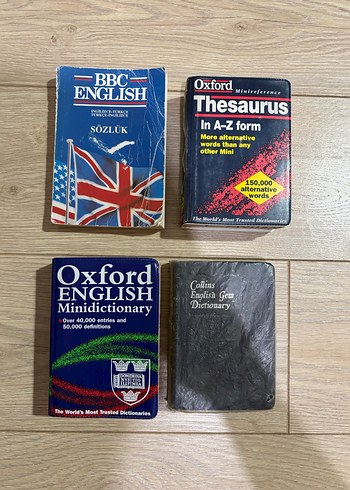 BBC
ENGLISH
İNGİLİZCE-TÜRKÇE
TÜRKÇE-İNGİLİZCE
SÖZLÜK
Oxford
Minireference
Thesaurus
In A-Z form
More alternative
words than any
other Mini
150,000
alternative
words
The World's Most Trusted Dictionaries
Oxford
ENGLISH
Minidictionary
Over 40,000 entries and
50,000 definitions
The World's Most Trusted Dictionaries
Collins
English Gem
Dictionary